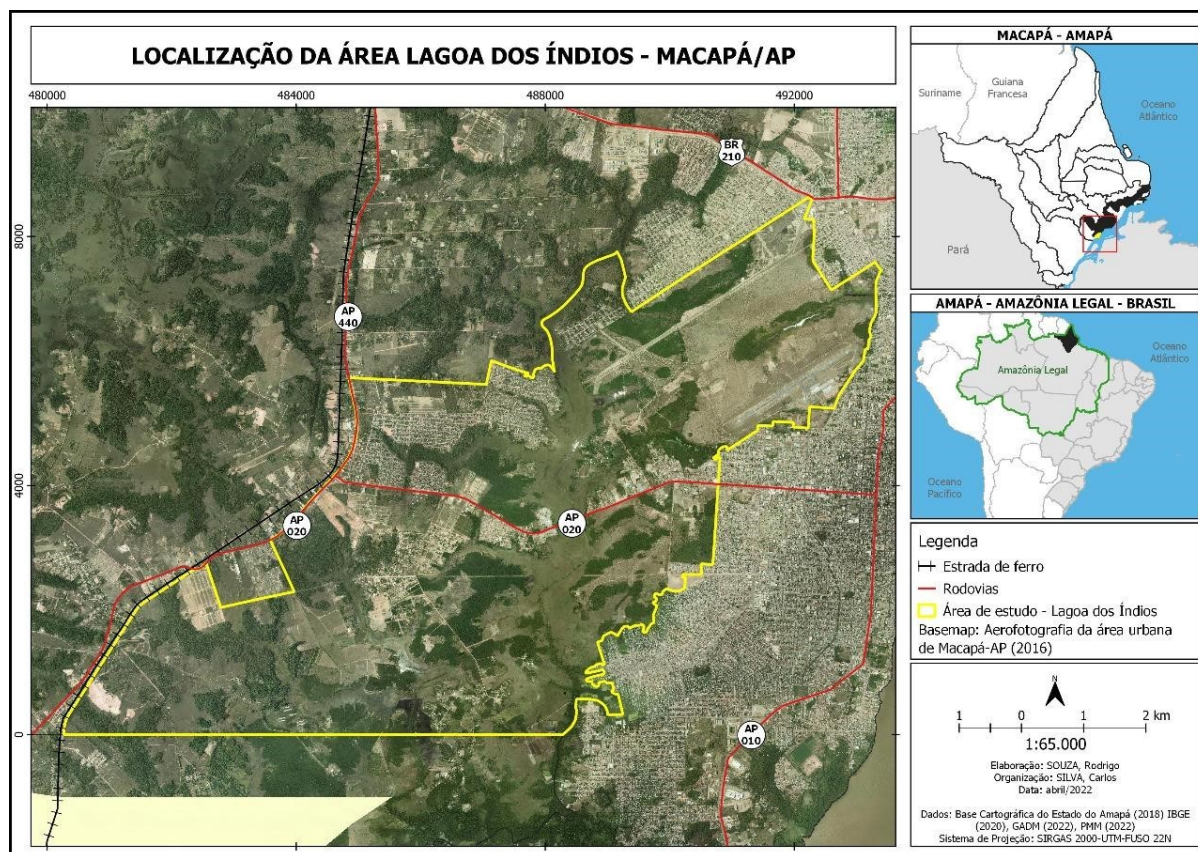 LOCALIZAÇÃO DA ÁREA LAGOA DOS ÍNDIOS - MACAPÁ/AP
480000
484000
488000
492000
8000
4000
0
BR
210
AP
440
AP
020
AP
020
AP
010
MACAPÁ - AMAPÁ
Suriname
Guiana
Francesa
Oceano
Atlântico
Pará
AMAPÁ - AMAZÔNIA LEGAL - BRASIL
Oceano
Atlântico
Amazônia Legal
Oceano
Pacífico
Legenda
Estrada de ferro
Rodovias
Área de estudo - Lagoa dos Índios
Basemap: Aerofotografia da área urbana
de Macapá-AP (2016)
N
1 0 1 2 km
1:65.000
Elaboração: SOUZA, Rodrigo
Organização: SILVA, Carlos
Data: abril/2022
Dados: Base Cartográfica do Estado do Amapá (2018) IBGE
(2020), GADM (2022), PMM (2022)
Sistema de Projeção: SIRGAS 2000-UTM-FUSO 22N